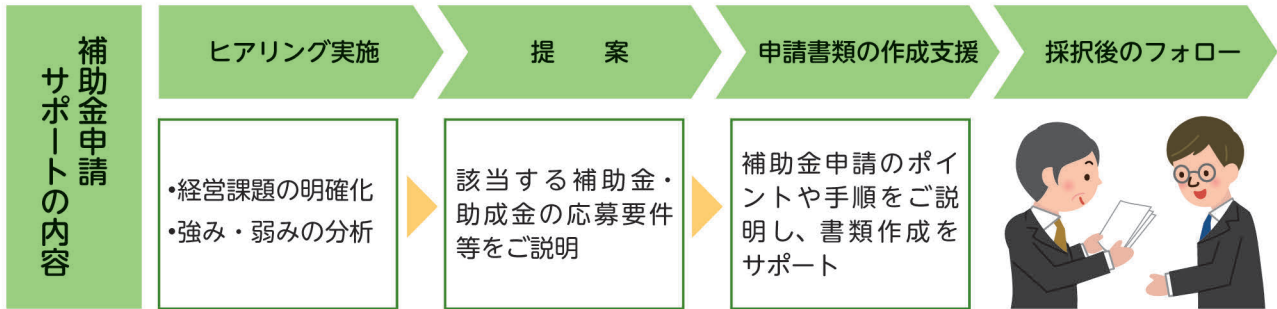 補助金申請
サポートの内容
ヒアリング実施
提　案
申請書類の作成支援
採択後のフォロー
•経営課題の明確化
•強み・弱みの分析
該当する補助金・
助成金の応募要件
等をご説明
補助金申請のポイ
ントや手順をご説
明し、書類作成を
サポート